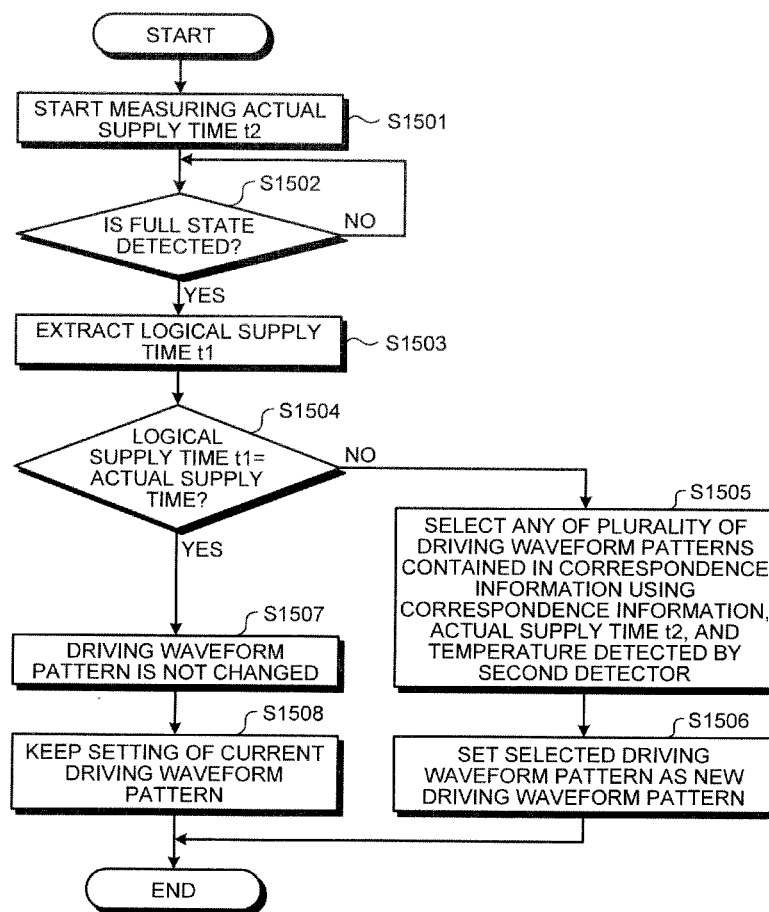 START
START MEASURING ACTUAL
SUPPLY TIME t2
S1501
S1502
IS FULL STATE
DETECTED?
NO
YES
EXTRACT LOGICAL SUPPLY
TIME t1
S1503
S1504
LOGICAL
SUPPLY TIME t1=
ACTUAL SUPPLY
TIME?
NO
YES
S1505
SELECT ANY OF PLURALITY OF
DRIVING WAVEFORM PATTERNS
CONTAINED IN CORRESPONDENCE
INFORMATION USING
CORRESPONDENCE INFORMATION,
ACTUAL SUPPLY TIME t2, AND
TEMPERATURE DETECTED BY
SECOND DETECTOR
S1507
DRIVING WAVEFORM
PATTERN IS NOT CHANGED
S1508
KEEP SETTING OF CURRENT
DRIVING WAVEFORM
PATTERN
S1506
SET SELECTED DRIVING
WAVEFORM PATTERN AS NEW
DRIVING WAVEFORM PATTERN
END